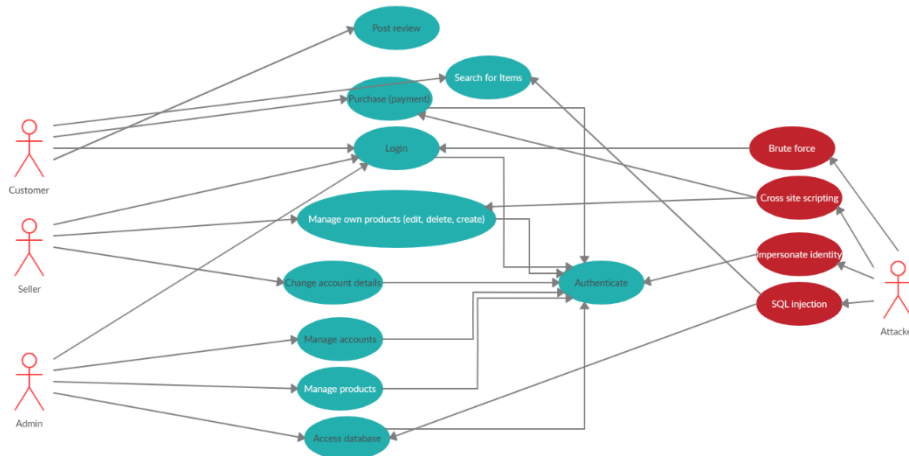 Post review
Search for Items
Purchase (payment)
Customer
Login
Brute force
Cross site scripting
Manage own products (edit, delete, create)
Seller
Impersonate identity
Change account details
Authenticate
SQL injection
Attacke
Manage accounts
Manage products
Admin
Access database